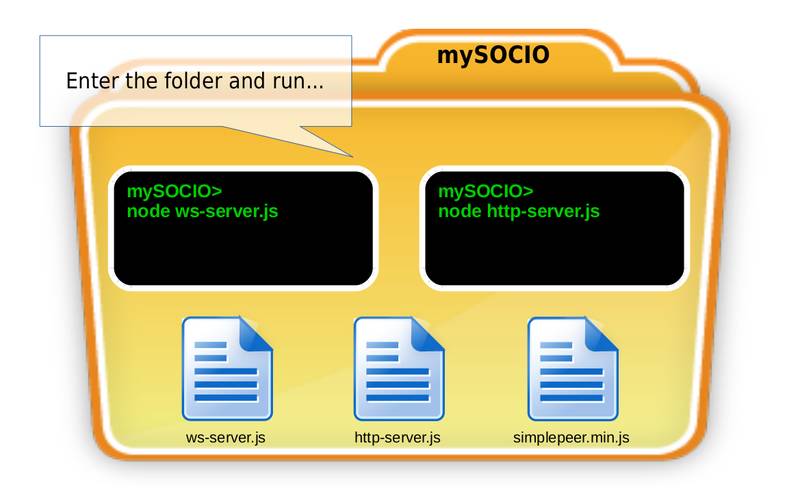 mySOCIO
Enter the folder and run...
mySOCIO>
node ws-server.js
mySOCIO>
node http-server.js
ws-server.js
http-server.js
simplepeer.min.js